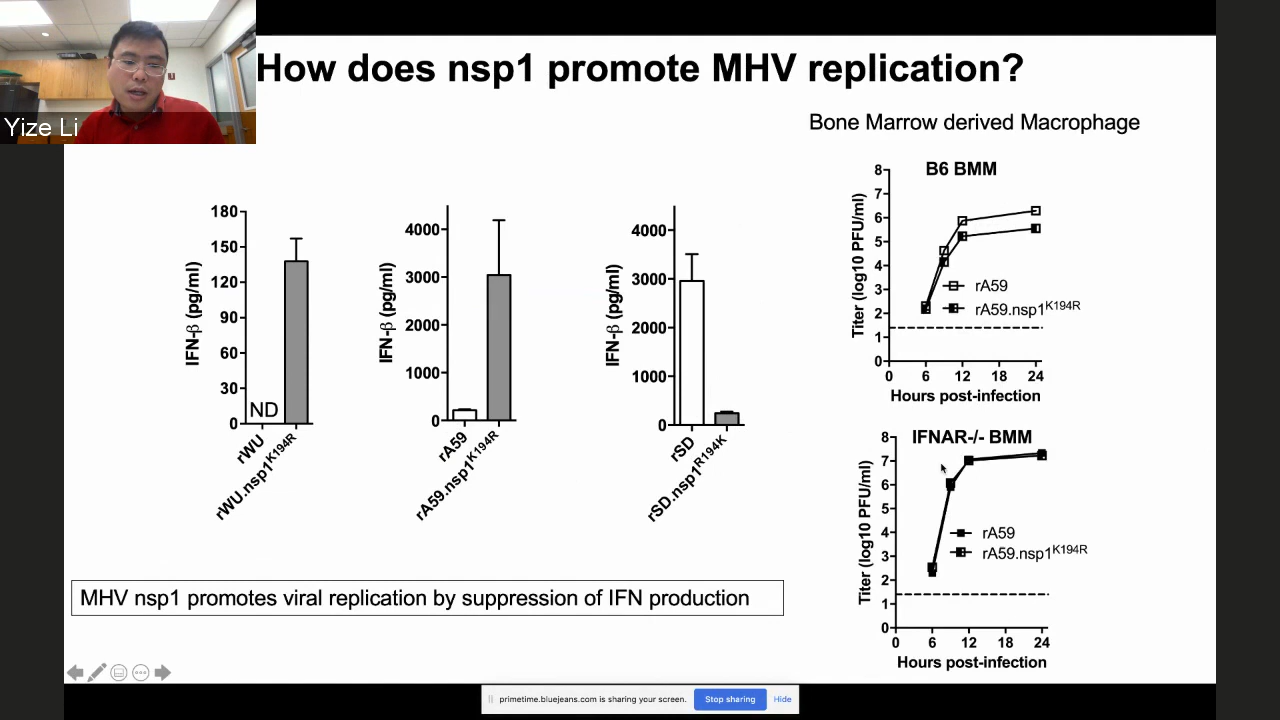 Yize Li
How does nsp1 promote MHV replication?
Bone Marrow derived Macrophage
IFN-β (pg/ml)
180
150
120
90
60
30
0
ND
rWU
rWU.nsp1K194R
IFN-β (pg/ml)
4000
3000
2000
1000
0
rA59
rA59.nsp1K194R
IFN-β (pg/ml)
4000
3000
2000
1000
0
rSD
rSD.nsp1R194K
B6 BMM
Titer (log10 PFU/ml)
8
7
6
5
4
3
2
1
0
rA59
rA59.nsp1K194R
0 6 12 18 24
Hours post-infection
IFNAR-/- BMM
Titer (log10 PFU/ml)
8
7
6
5
4
3
2
1
0
rA59
rA59.nsp1K194R
0 6 12 18 24
Hours post-infection
MHV nsp1 promotes viral replication by suppression of IFN production
primetime.bluejeans.com is sharing your screen. Stop sharing Hide